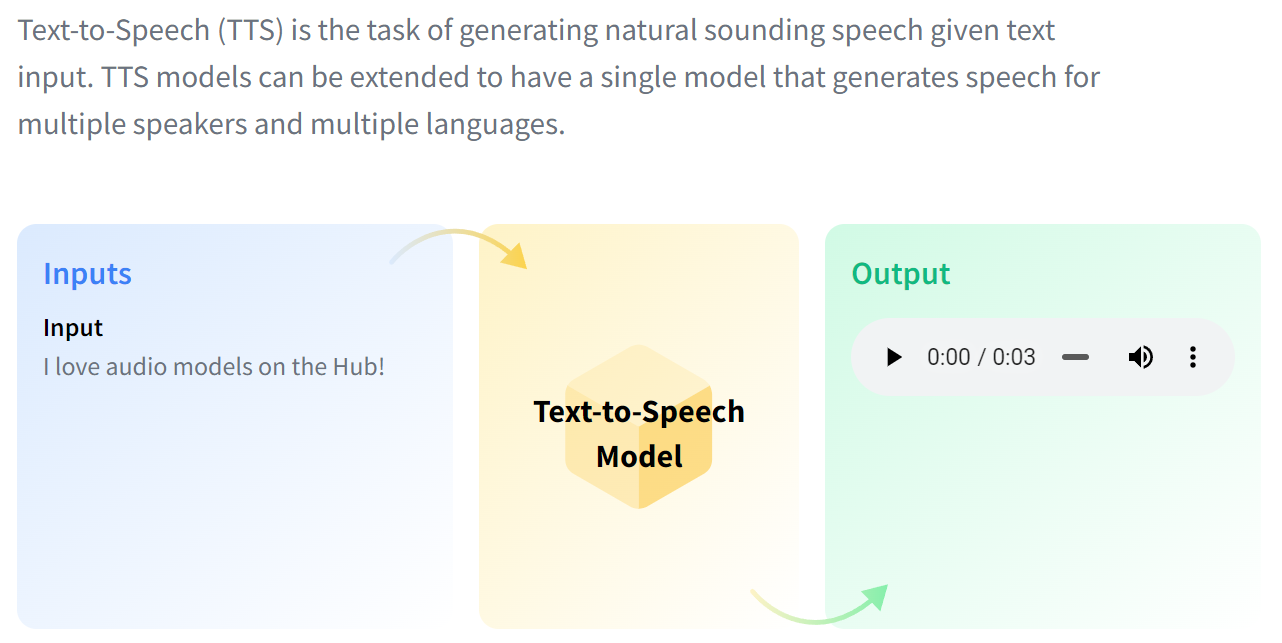 Text-to-Speech (TTS) is the task of generating natural sounding speech given text
input. TTS models can be extended to have a single model that generates speech for
multiple speakers and multiple languages.
Inputs
Input
I love audio models on the Hub!
Text-to-Speech
Model
Output
0:00 / 0:03